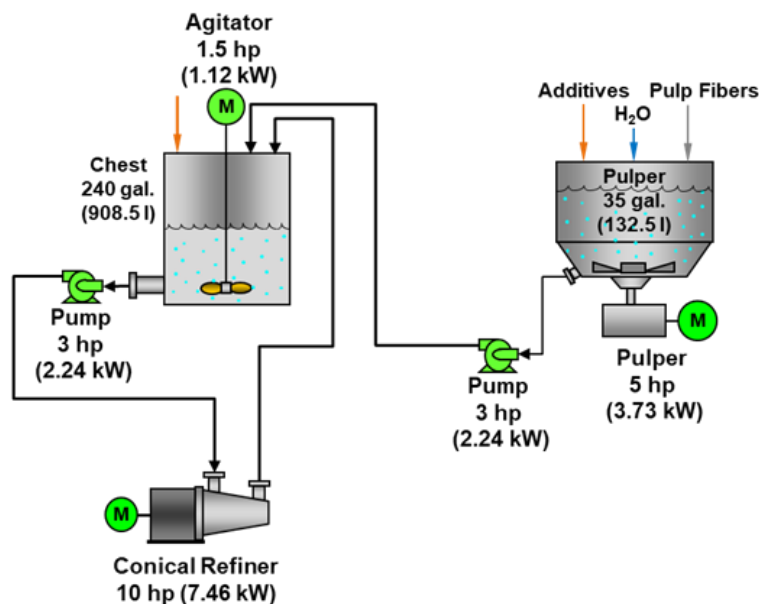 Agitator
1.5 hp
(1.12 kW)
M
Additives
Pulp Fibers
H₂O
Chest
240 gal.
(908.5 l)
Pulper
35 gal.
(132.5 l)
Pump
3 hp
(2.24 kW)
M
Pulper
5 hp
(3.73 kW)
Pump
3 hp
(2.24 kW)
M
Conical Refiner
10 hp (7.46 kW)